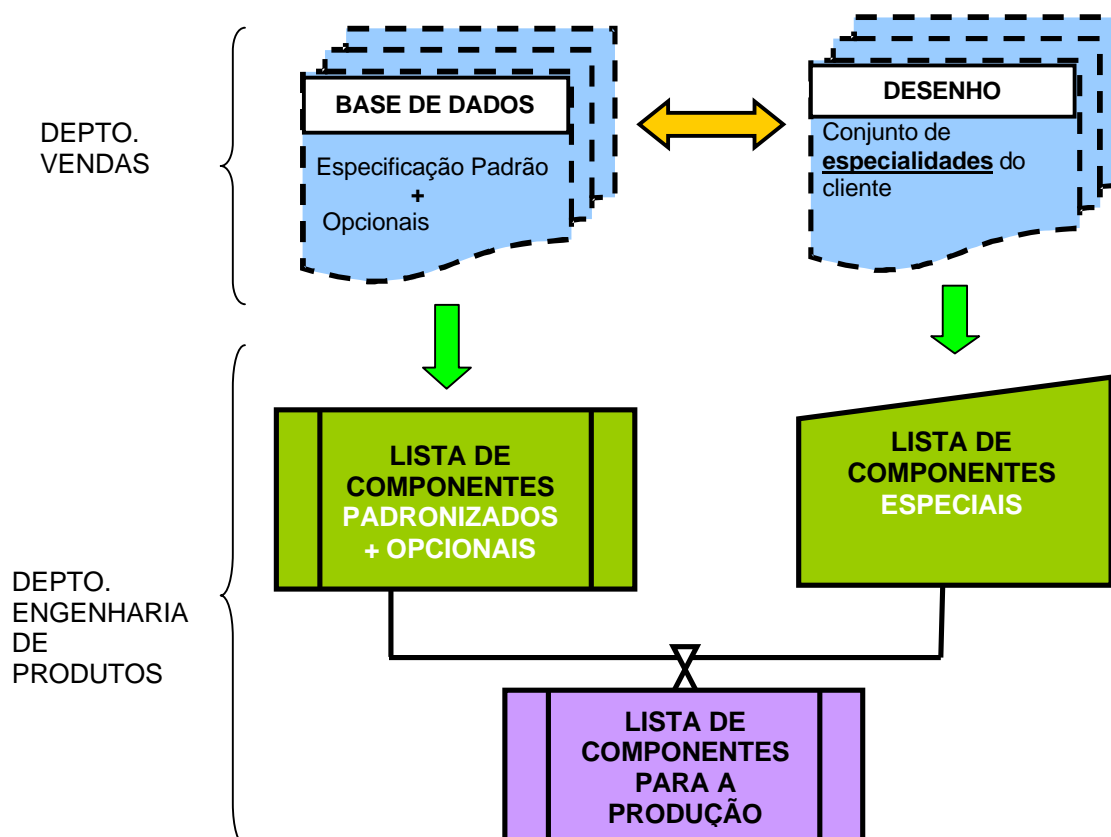 DEPTO.
VENDAS
BASE DE DADOS
Especificação Padrão
+
Opcionais
DESENHO
Conjunto de
especialidades do
cliente
DEPTO.
ENGENHARIA
DE
PRODUTOS
LISTA DE
COMPONENTES
PADRONIZADOS
+ OPCIONAIS
LISTA DE
COMPONENTES
ESPECIAIS
LISTA DE
COMPONENTES
PARA A
PRODUÇÃO